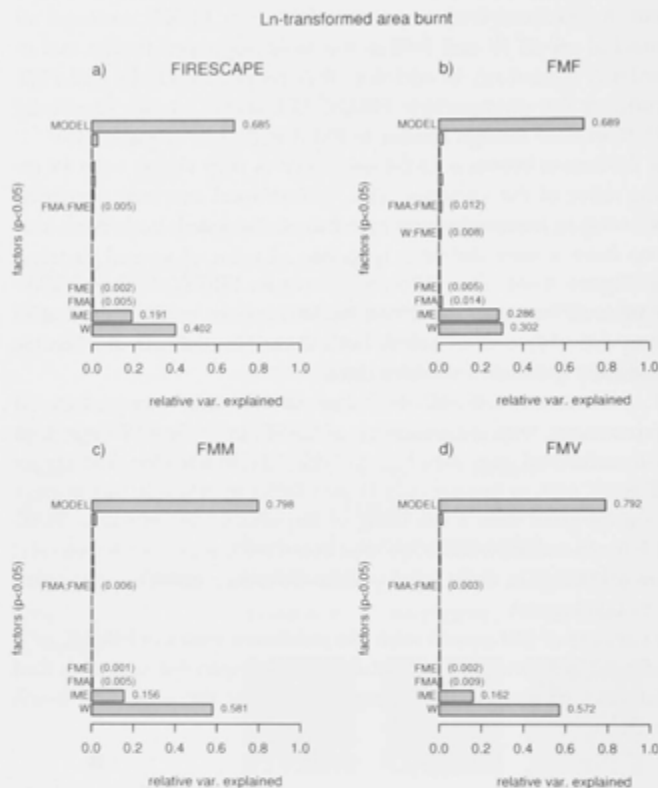 Ln-transformed area burnt
a) FIRESCAPE
MODEL 0.685
FMA:FME (0.005)
FME (0.002)
FMA (0.005)
IME 0.191
W 0.402
factors (p<0.05)
0.0 0.2 0.4 0.6 0.8 1.0
relative var. explained
b) FMF
MODEL 0.689
FMA:FME (0.012)
W:FME (0.008)
FME (0.005)
FMA (0.014)
IME 0.286
W 0.302
factors (p<0.05)
0.0 0.2 0.4 0.6 0.8 1.0
relative var. explained
c) FMM
MODEL 0.798
FMA:FME (0.006)
FME (0.001)
FMA (0.005)
IME 0.156
W 0.581
factors (p<0.05)
0.0 0.2 0.4 0.6 0.8 1.0
relative var. explained
d) FMV
MODEL 0.792
FMA:FME (0.003)
FME (0.002)
FMA (0.009)
IME 0.162
W 0.572
factors (p<0.05)
0.0 0.2 0.4 0.6 0.8 1.0
relative var. explained